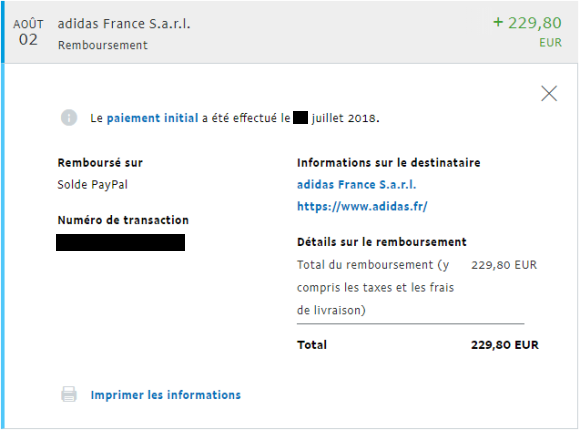 AOÛT
02
adidas France S.a.r.l.
Remboursement
+ 229,80
EUR
Le paiement initial a été effectué le juillet 2018.
Remboursé sur
Solde PayPal
Numéro de transaction
Informations sur le destinataire
adidas France S.a.r.l.
https://www.adidas.fr/
Détails sur le remboursement
Total du remboursement (y 229,80 EUR
compris les taxes et les frais
de livraison)
Total 229,80 EUR
Imprimer les informations